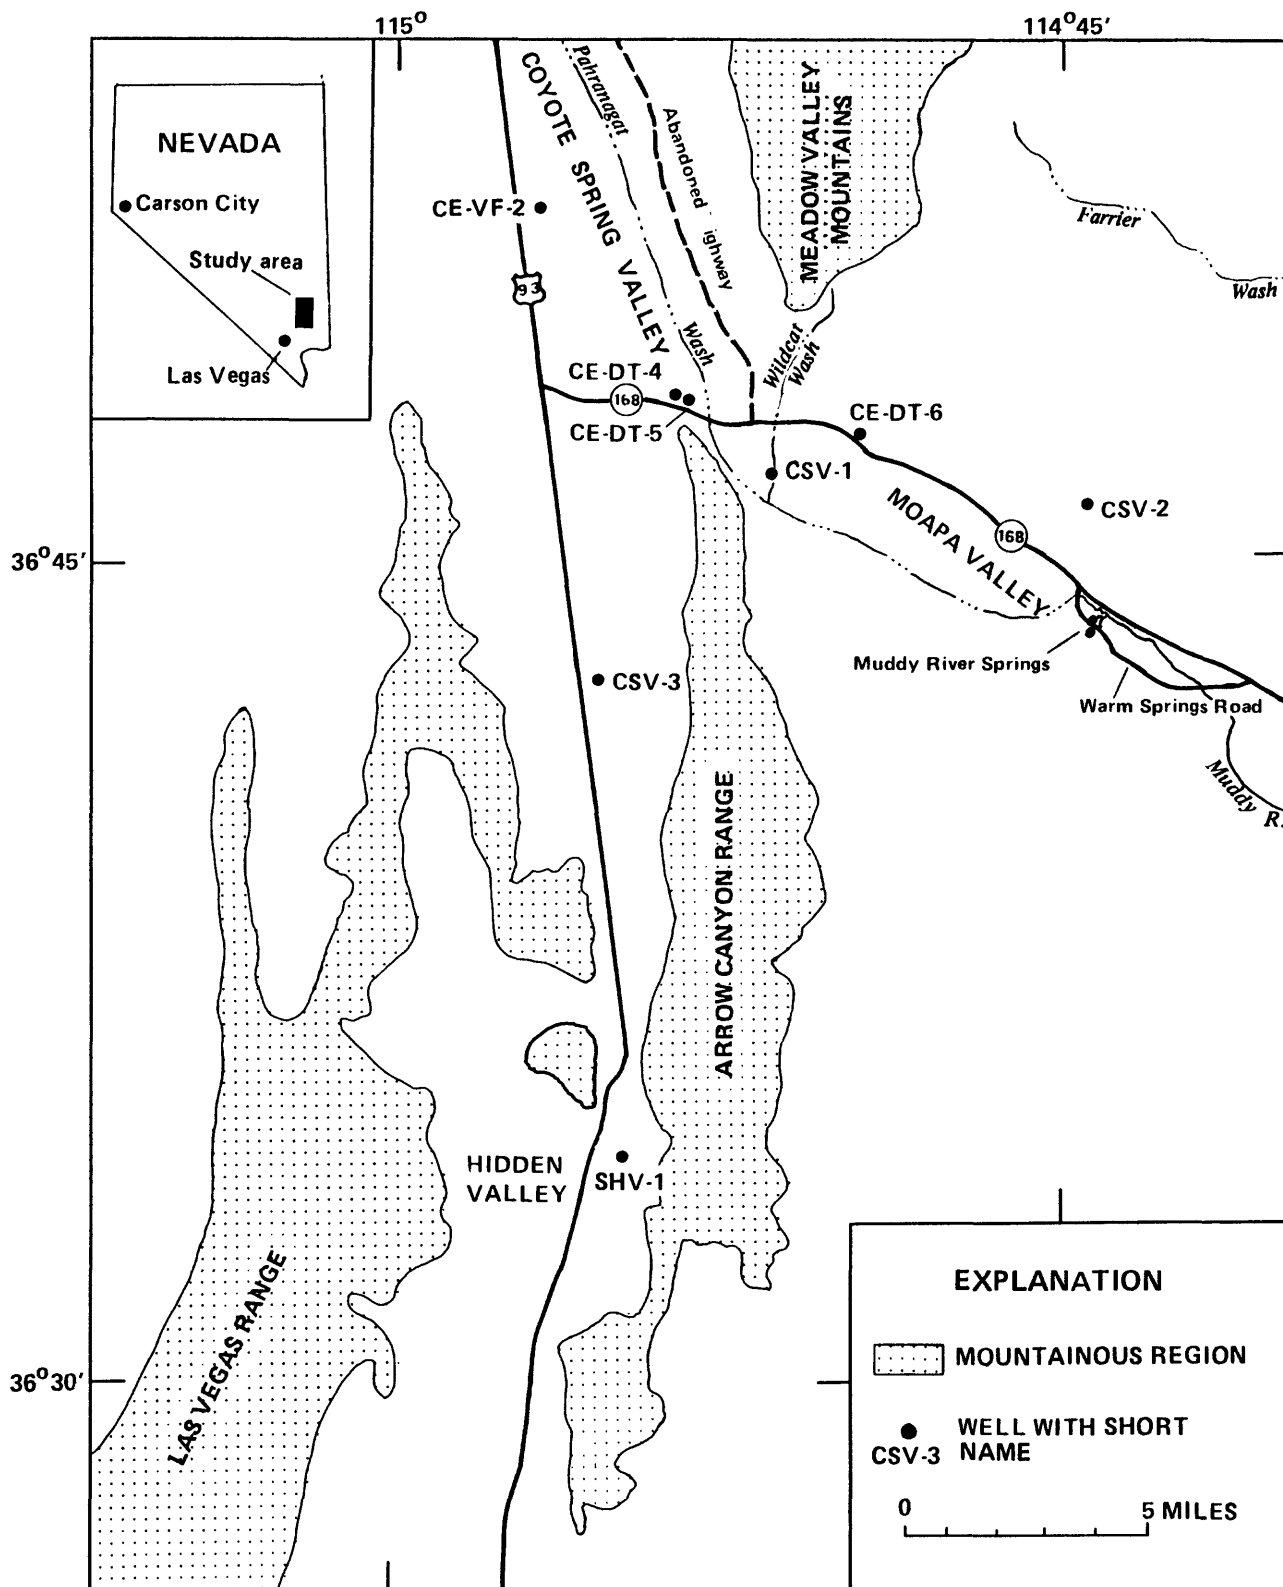 115°
114°45'
NEVADA
Carson City
Study area
Las Vegas
COYOTE SPRING VALLEY
Pahranagat
Wash
Abandoned ighway
MEADOW VALLEY
MOUNTAINS
Farrier
Wash
CE-VF-2
93
Wildcat
Wash
CE-DT-4
168
CE-DT-5
CE-DT-6
CSV-1
CSV-2
MOAPA VALLEY
168
36°45'
Muddy River Springs
CSV-3
Warm Springs Road
Muddy R.
ARROW CANYON RANGE
HIDDEN
VALLEY
SHV-1
LAS VEGAS RANGE
36°30'
EXPLANATION
MOUNTAINOUS REGION
WELL WITH SHORT
NAME
CSV-3
0
5 MILES